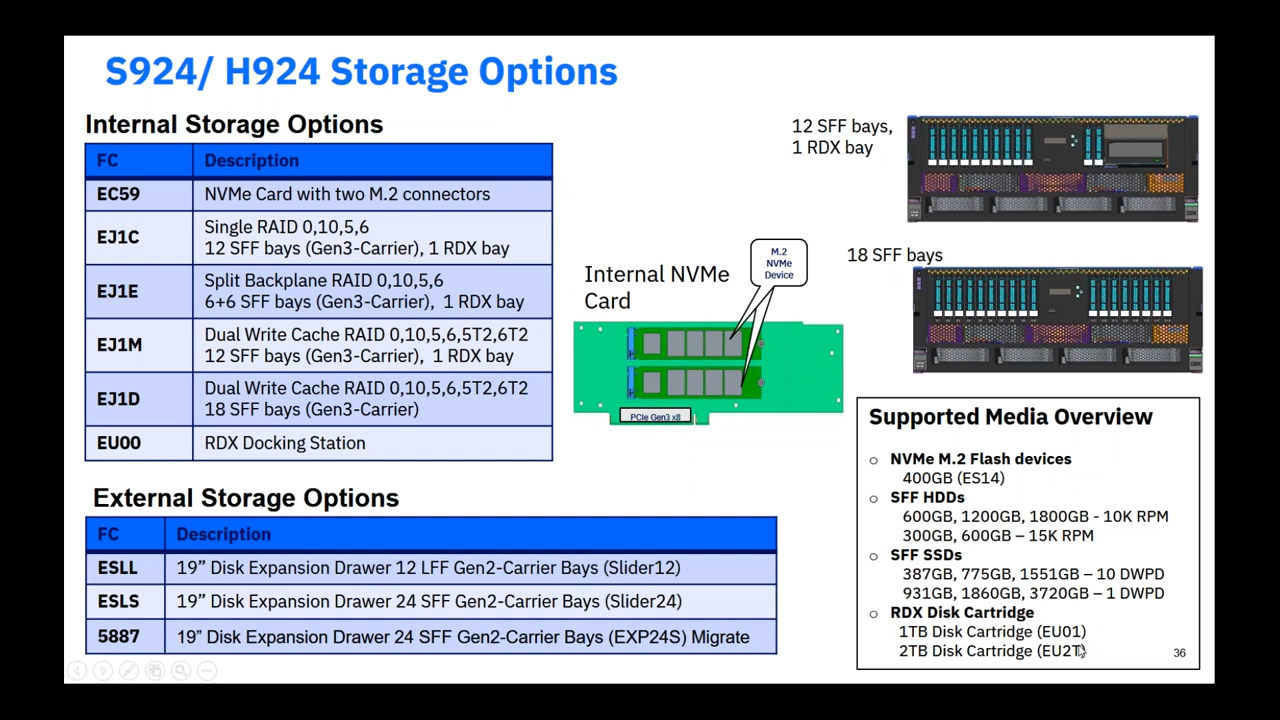 S924/ H924 Storage Options
Internal Storage Options
FC Description
EC59 NVMe Card with two M.2 connectors
EJ1C Single RAID 0,10,5,6
12 SFF bays (Gen3-Carrier), 1 RDX bay
EJ1E Split Backplane RAID 0,10,5,6
6+6 SFF bays (Gen3-Carrier), 1 RDX bay
EJ1M Dual Write Cache RAID 0,10,5,6,5T2,6T2
12 SFF bays (Gen3-Carrier), 1 RDX bay
EJ1D Dual Write Cache RAID 0,10,5,6,5T2,6T2
18 SFF bays (Gen3-Carrier)
EU00 RDX Docking Station
Internal NVMe
Card
M.2
NVMe
Device
PCIe Gen3 x8
12 SFF bays,
1 RDX bay
18 SFF bays
External Storage Options
FC Description
ESLL 19” Disk Expansion Drawer 12 LFF Gen2-Carrier Bays (Slider12)
ESLS 19” Disk Expansion Drawer 24 SFF Gen2-Carrier Bays (Slider24)
5887 19” Disk Expansion Drawer 24 SFF Gen2-Carrier Bays (EXP24S) Migrate
Supported Media Overview
o NVMe M.2 Flash devices
400GB (ES14)
o SFF HDDs
600GB, 1200GB, 1800GB - 10K RPM
300GB, 600GB – 15K RPM
o SFF SSDs
387GB, 775GB, 1551GB – 10 DWPD
931GB, 1860GB, 3720GB – 1 DWPD
o RDX Disk Cartridge
1TB Disk Cartridge (EU01)
2TB Disk Cartridge (EU2T)
36